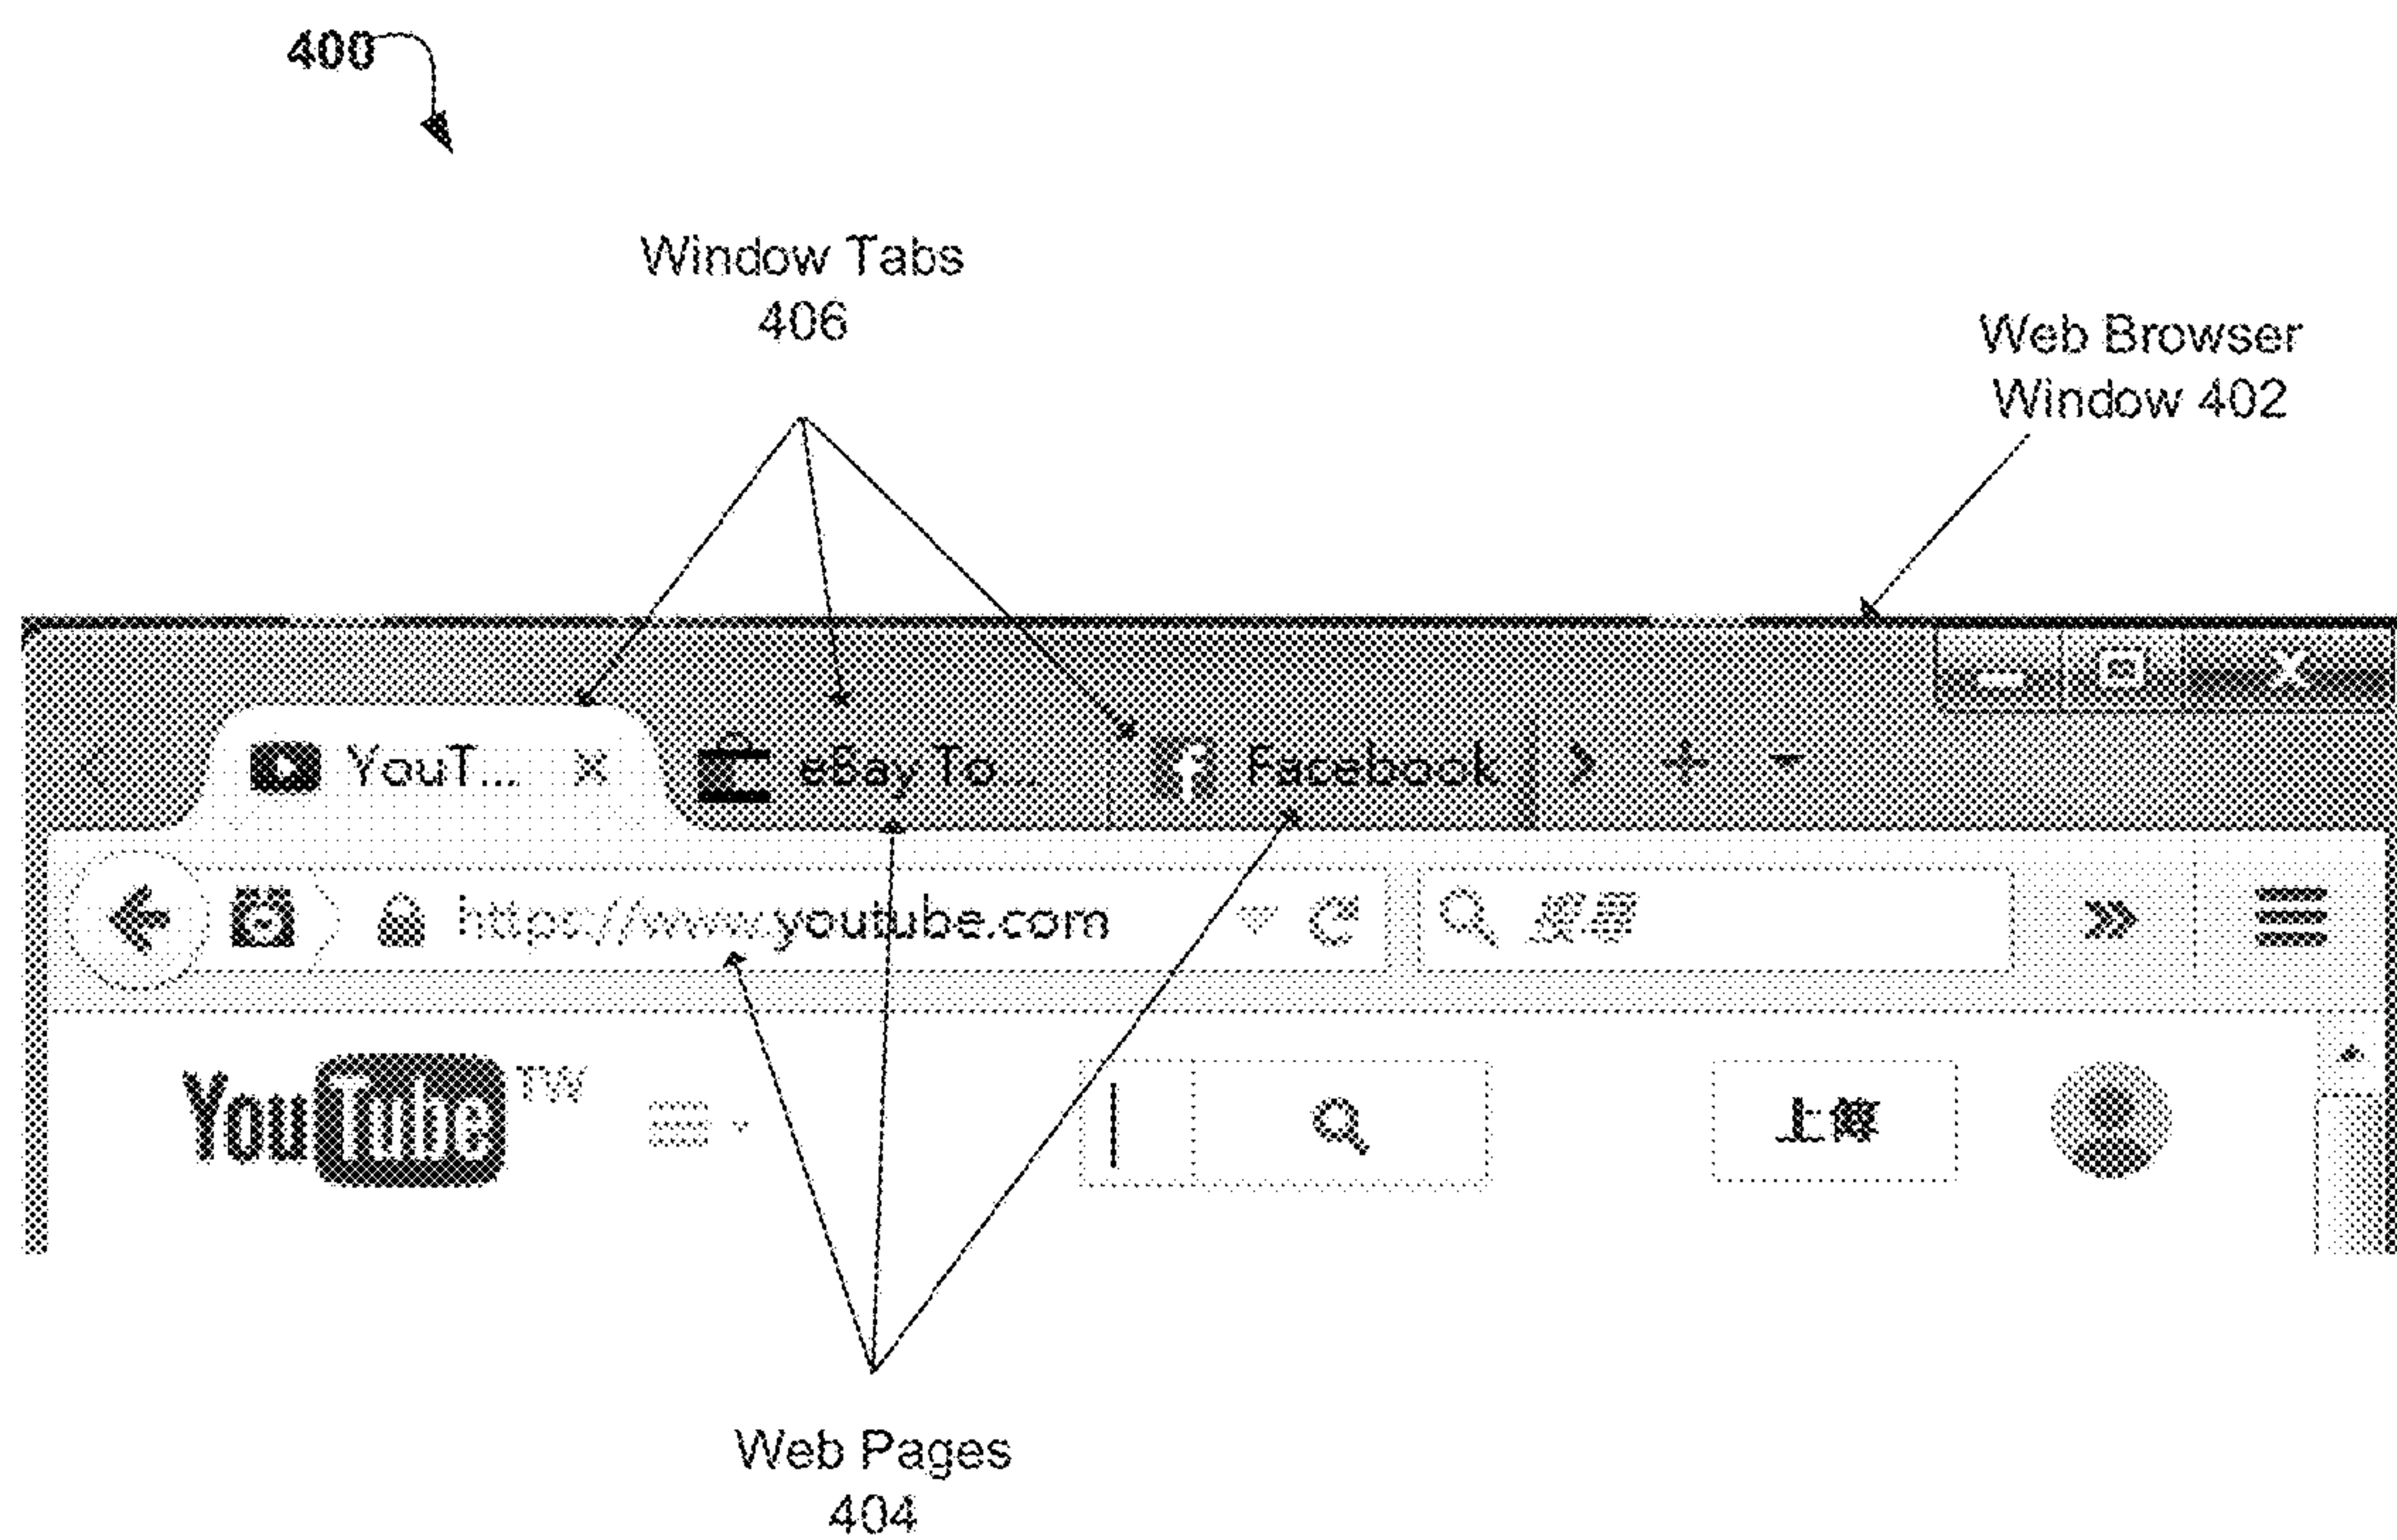 400
Window Tabs
406
Web Browser
Window 402
YouT...
eBay To...
Facebook
https://www.youtube.com
YouTube TW
上傳
Web Pages
404